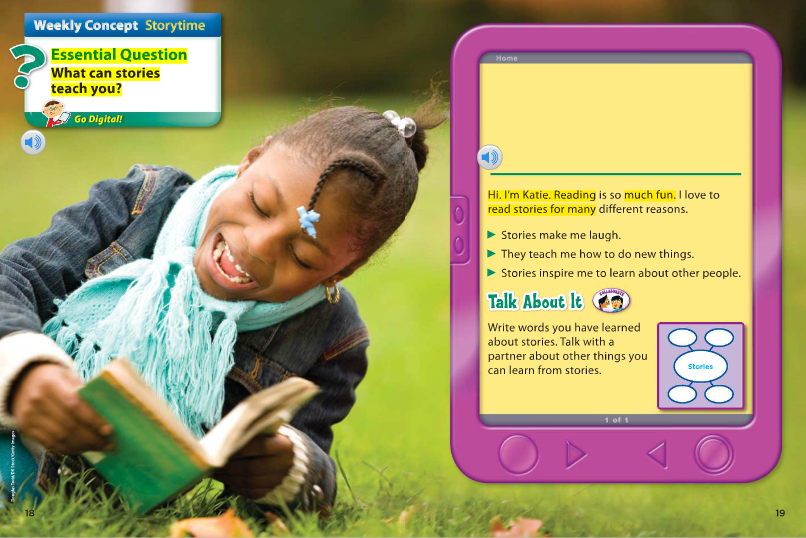 Weekly Concept Storytime
Essential Question
What can stories
teach you?
Go Digital!
Home
Hi. I'm Katie. Reading is so much fun. I love to
read stories for many different reasons.
► Stories make me laugh.
► They teach me how to do new things.
► Stories inspire me to learn about other people.
Talk About It
COLLABORATE
Write words you have learned
about stories. Talk with a
partner about other things you
can learn from stories.
Stories
1 of 1
18
19